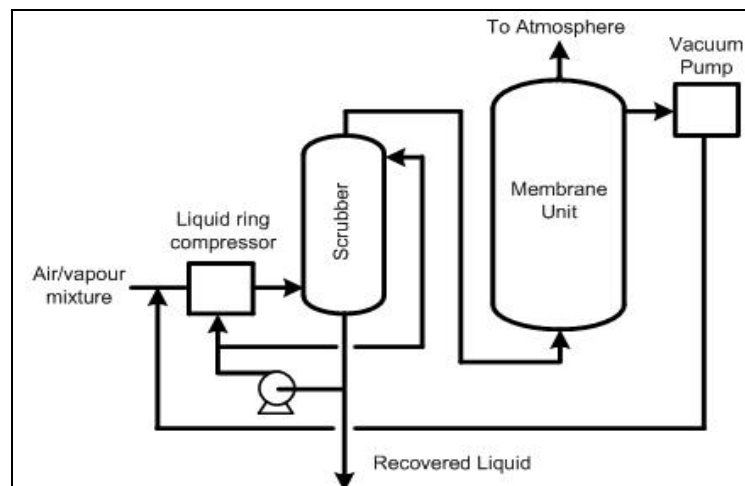 To Atmosphere
Vacuum
Pump
Scrubber
Membrane
Unit
Liquid ring
compressor
Air/vapour
mixture
Recovered Liquid